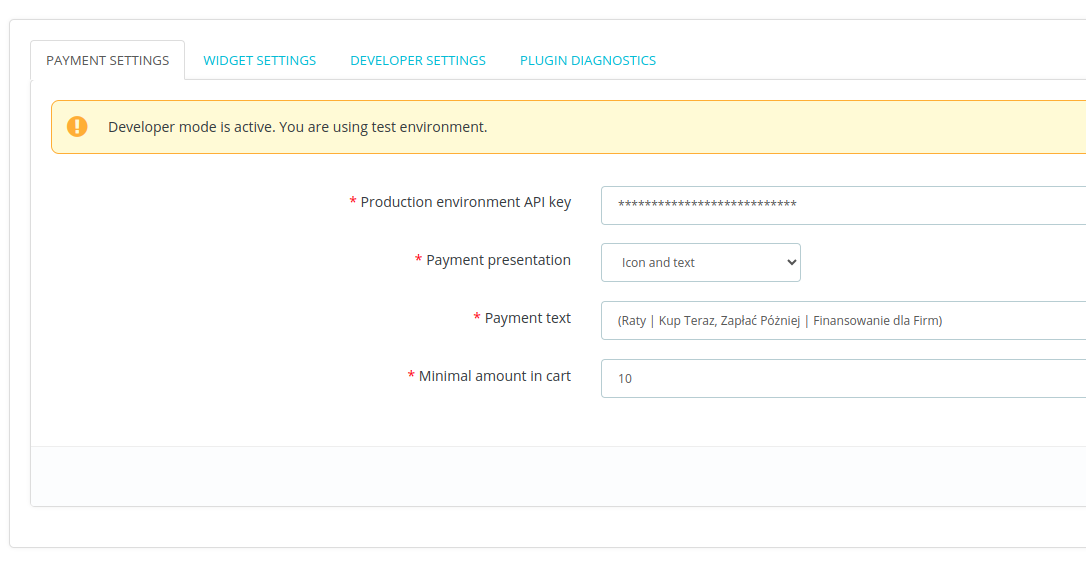 PAYMENT SETTINGS WIDGET SETTINGS DEVELOPER SETTINGS PLUGIN DIAGNOSTICS
Developer mode is active. You are using test environment.
* Production environment API key ***************************
* Payment presentation Icon and text
* Payment text (Raty | Kup Teraz, Zapłać Póżniej | Finansowanie dla Firm)
* Minimal amount in cart 10